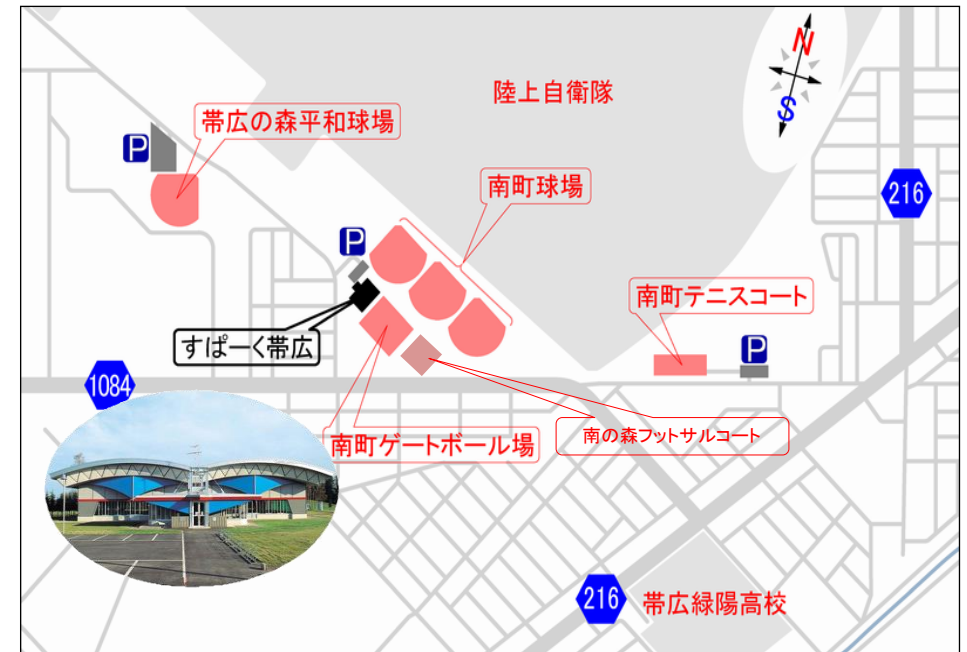 N
S
陸上自衛隊
帯広の森平和球場
P
南町球場
216
P
南町テニスコート
すぱーく帯広
P
1084
南町ゲートボール場
南の森フットサルコート
216
帯広緑陽高校